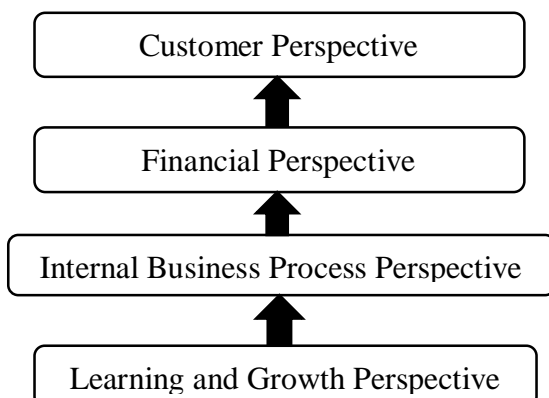 Customer Perspective
Financial Perspective
Internal Business Process Perspective
Learning and Growth Perspective